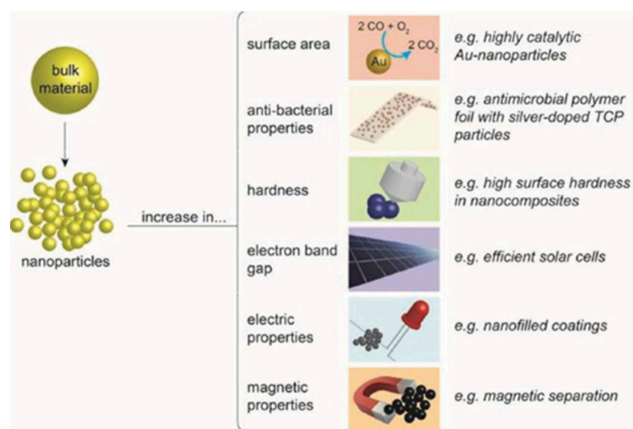 bulk
material
nanoparticles
increase in...
surface area
2 CO + O₂
2 CO₂
Au
e.g. highly catalytic
Au-nanoparticles
anti-bacterial
properties
e.g. antimicrobial polymer
foil with silver-doped TCP
particles
hardness
e.g. high surface hardness
in nanocomposites
electron band
gap
e.g. efficient solar cells
electric
properties
e.g. nanofilled coatings
magnetic
properties
e.g. magnetic separation